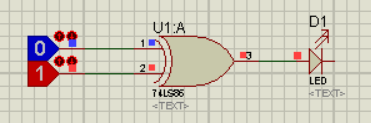 U1:A
D1
0
1
1
2
3
74LS86
<TEXT>
LED
<TEXT>